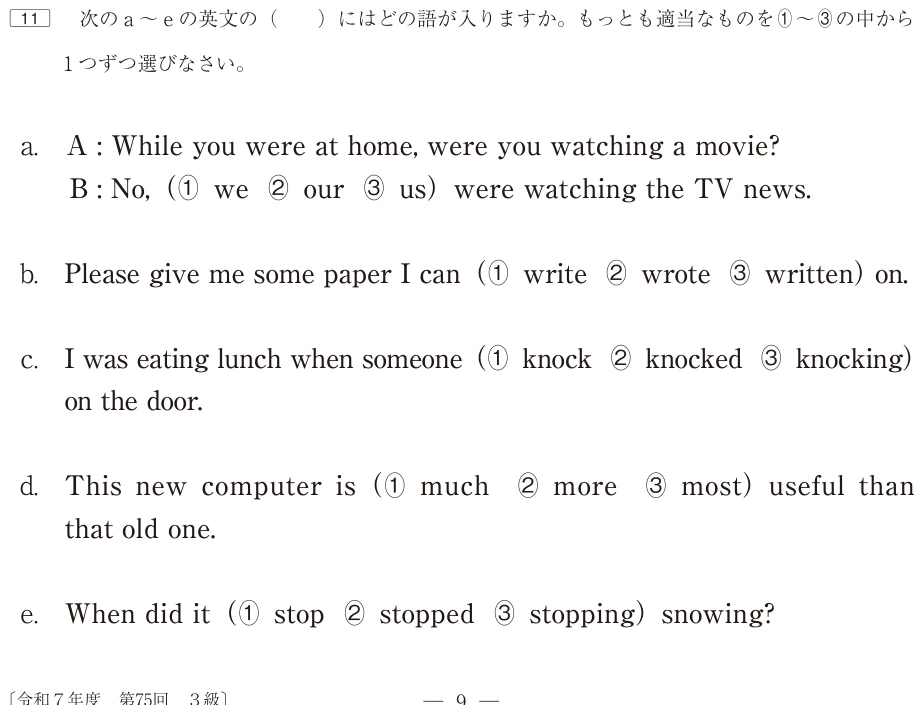 11 次のa～eの英文の（　　）にはどの語が入りますか。もっとも適当なものを①～③の中から
1つずつ選びなさい。
a. A : While you were at home, were you watching a movie?
B : No,（① we ② our ③ us）were watching the TV news.
b. Please give me some paper I can（① write ② wrote ③ written）on.
c. I was eating lunch when someone（① knock ② knocked ③ knocking）
on the door.
d. This new computer is（① much ② more ③ most）useful than
that old one.
e. When did it（① stop ② stopped ③ stopping）snowing?
〔令和７年度　第75回　３級〕 ― 9 ―